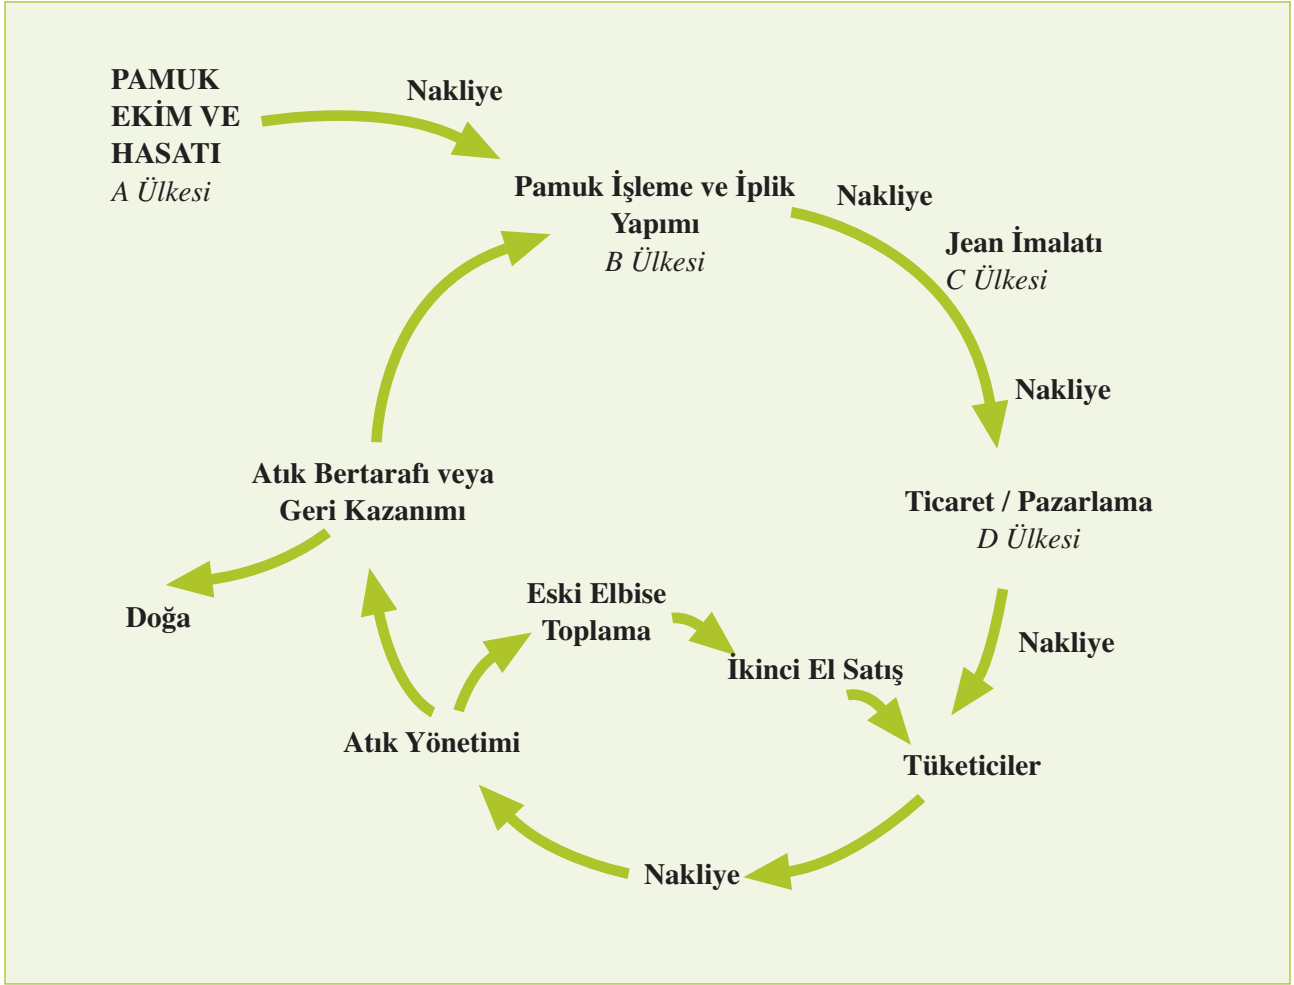 PAMUK
EKİM VE
HASATI
A Ülkesi
Nakliye
Pamuk İşleme ve İplik
Yapımı
B Ülkesi
Nakliye
Jean İmalatı
C Ülkesi
Nakliye
Ticaret / Pazarlama
D Ülkesi
Nakliye
Tüketiciler
Nakliye
Atık Yönetimi
Eski Elbise
Toplama
İkinci El Satış
Atık Bertarafı veya
Geri Kazanımı
Doğa